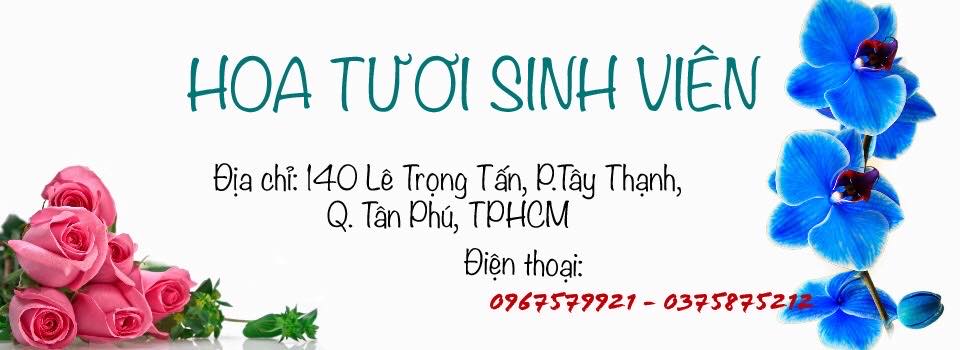 HOA TƯƠI SINH VIÊN
Địa chỉ: 140 Lê Trọng Tấn, P.Tây Thạnh,
Q. Tân Phú, TPHCM
Điện thoại:
0967579921 - 0375875212